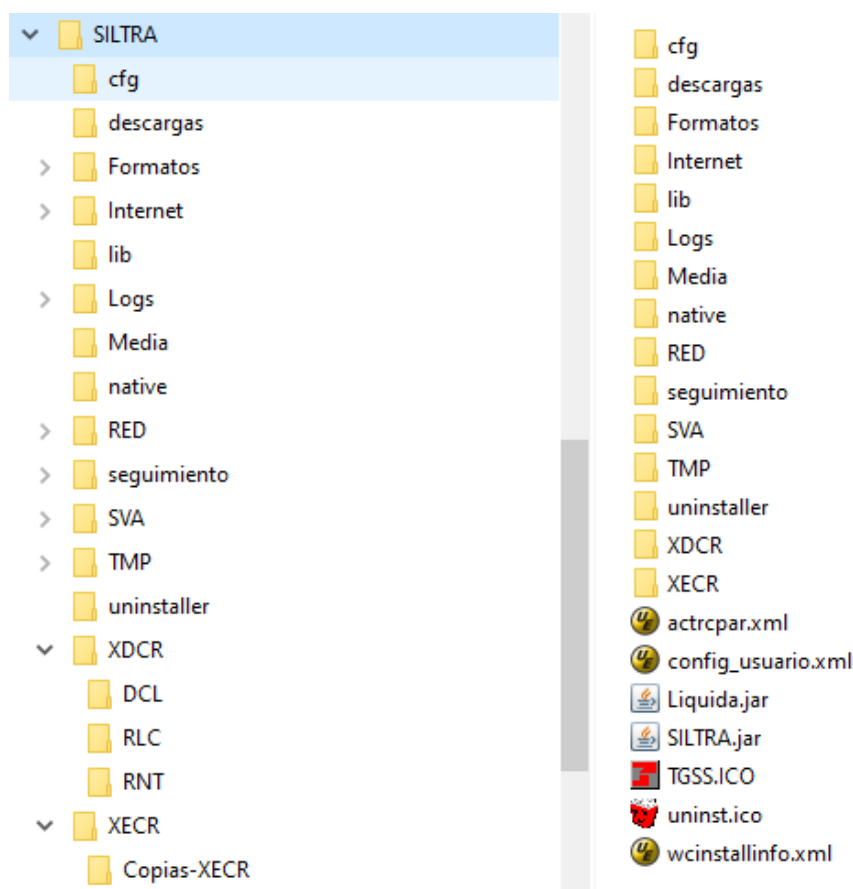 SILTRA
cfg
descargas
Formatos
Internet
lib
Logs
Media
native
RED
seguimiento
SVA
TMP
uninstaller
XDCR
DCL
RLC
RNT
XECR
Copias-XECR
cfg
descargas
Formatos
Internet
lib
Logs
Media
native
RED
seguimiento
SVA
TMP
uninstaller
XDCR
XECR
actrcpar.xml
config_usuario.xml
Liquida.jar
SILTRA.jar
TGSS.ICO
uninst.ico
wcinstallinfo.xml